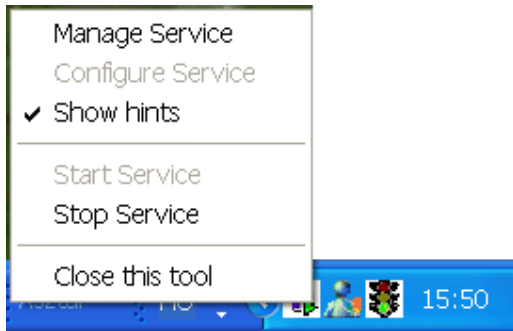 Manage Service
Configure Service
Show hints
Start Service
Stop Service
Close this tool
15:50